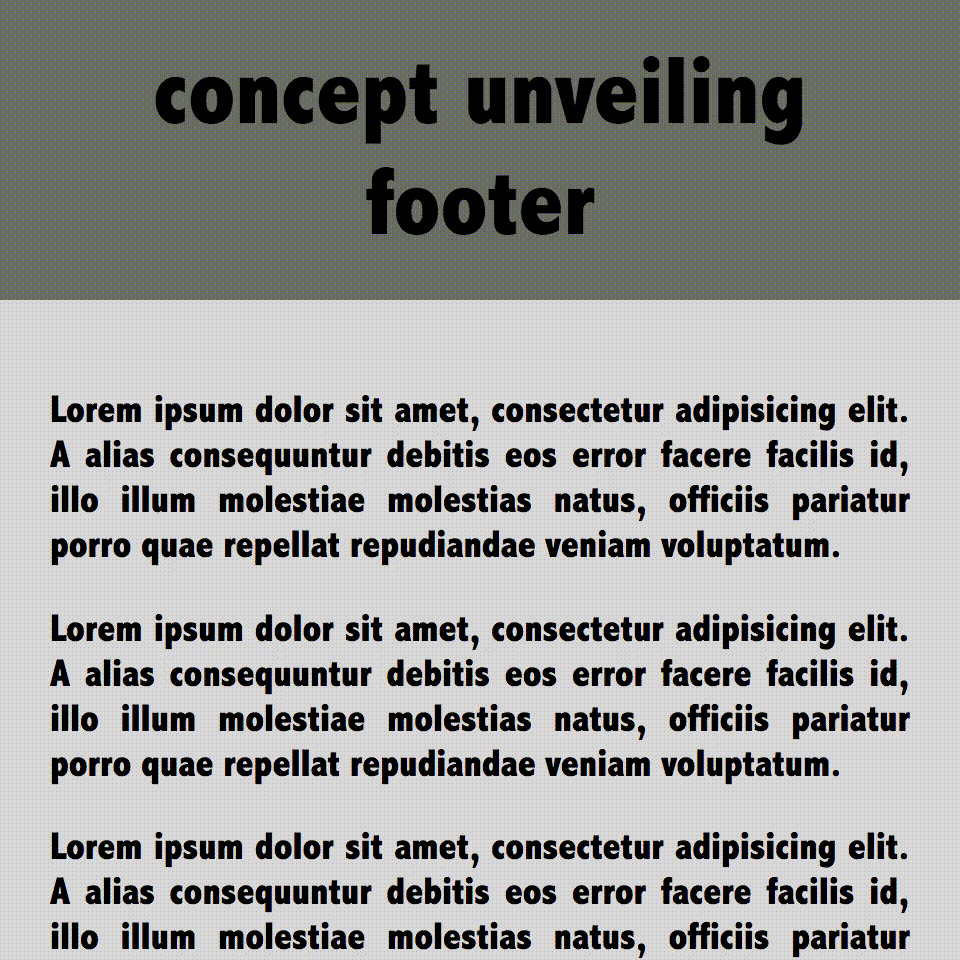 concept unveiling
footer
Lorem ipsum dolor sit amet, consectetur adipisicing elit.
A alias consequuntur debitis eos error facere facilis id,
illo illum molestiae molestias natus, officiis pariatur
porro quae repellat repudiandae veniam voluptatum.
Lorem ipsum dolor sit amet, consectetur adipisicing elit.
A alias consequuntur debitis eos error facere facilis id,
illo illum molestiae molestias natus, officiis pariatur
porro quae repellat repudiandae veniam voluptatum.
Lorem ipsum dolor sit amet, consectetur adipisicing elit.
A alias consequuntur debitis eos error facere facilis id,
illo illum molestiae molestias natus, officiis pariatur